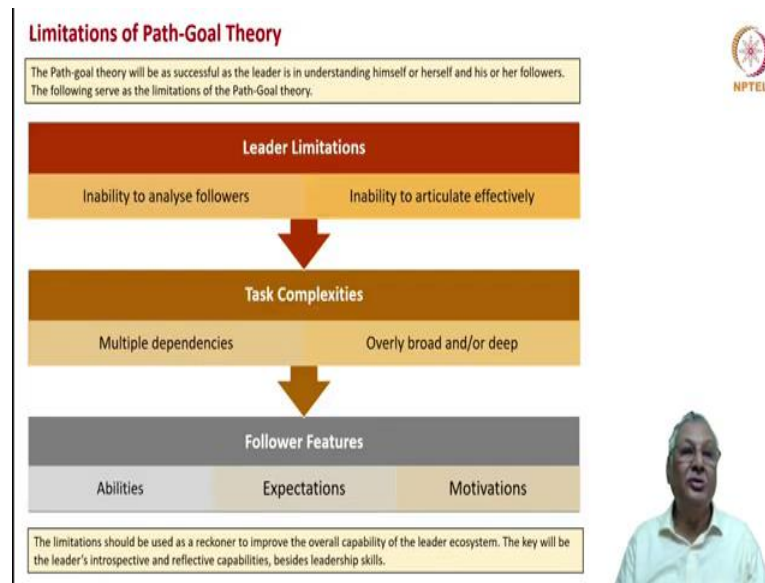 Limitations of Path-Goal Theory
NPTEL
The Path-goal theory will be as successful as the leader is in understanding himself or herself and his or her followers.
The following serve as the limitations of the Path-Goal theory.
Leader Limitations
Inability to analyse followers
Inability to articulate effectively
Task Complexities
Multiple dependencies
Overly broad and/or deep
Follower Features
Abilities
Expectations
Motivations
The limitations should be used as a reckoner to improve the overall capability of the leader ecosystem. The key will be
the leader's introspective and reflective capabilities, besides leadership skills.